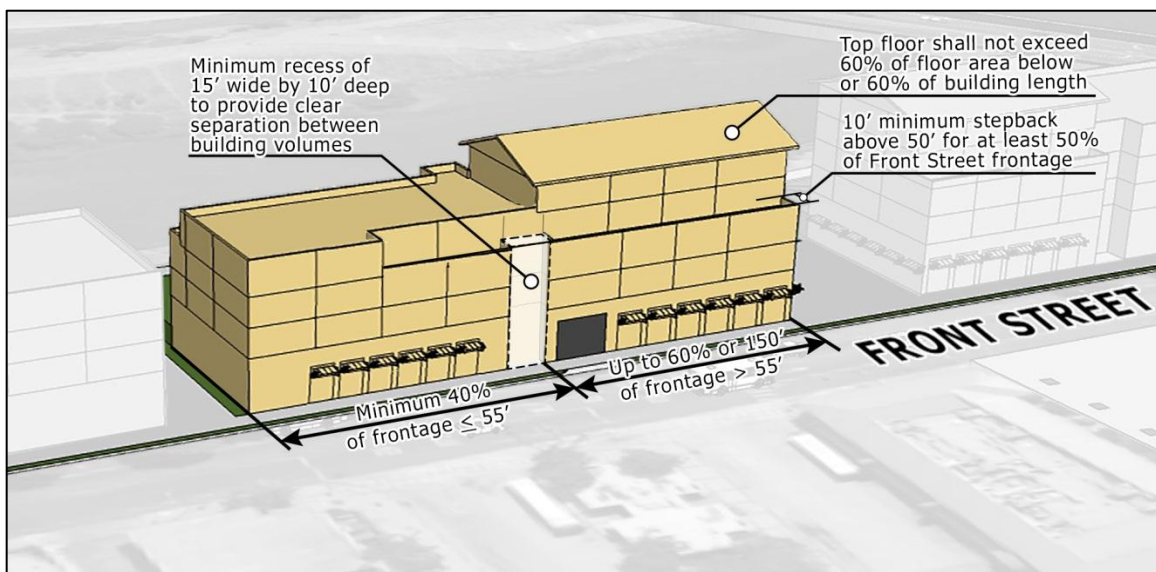 Minimum recess of
15’ wide by 10’ deep
to provide clear
separation between
building volumes
Top floor shall not exceed
60% of floor area below
or 60% of building length
10’ minimum stepback
above 50’ for at least 50%
of Front Street frontage
Minimum 40%
of frontage ≤ 55’
Up to 60% or 150’
of frontage > 55’
FRONT STREET